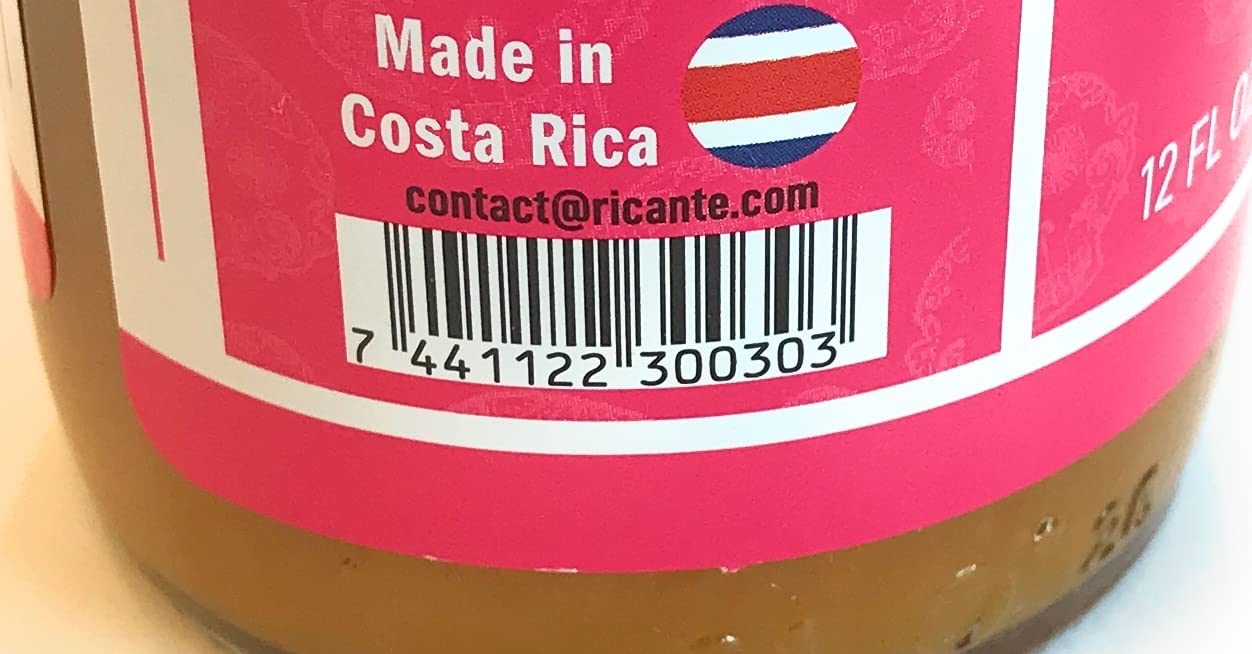 Made in
Costa Rica
contact@ricante.com
7 441122 300303
12 FL